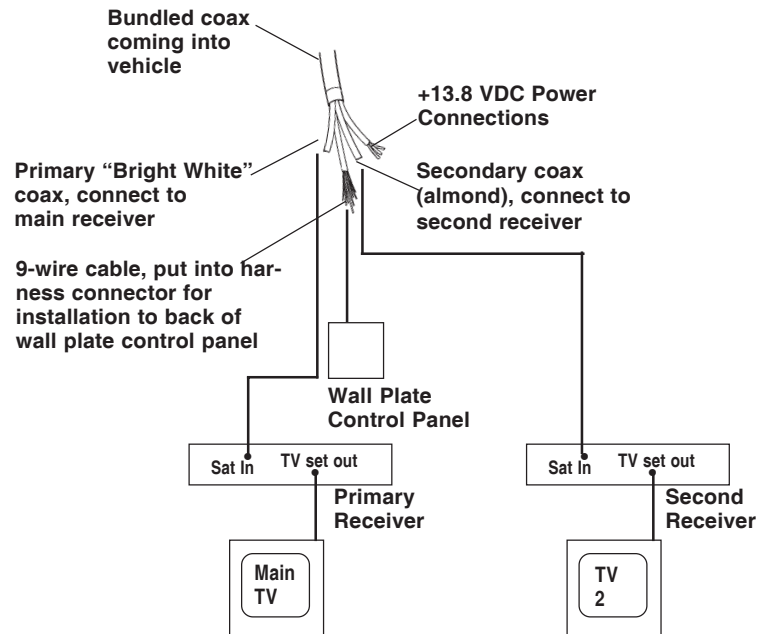 Bundled coax
coming into
vehicle
+13.8 VDC Power
Connections
Primary “Bright White”
coax, connect to
main receiver
Secondary coax
(almond), connect to
second receiver
9-wire cable, put into har-
ness connector for
installation to back of
wall plate control panel
Wall Plate
Control Panel
Sat In
TV set out
Primary
Receiver
Main
TV
Sat In
TV set out
Second
Receiver
TV
2